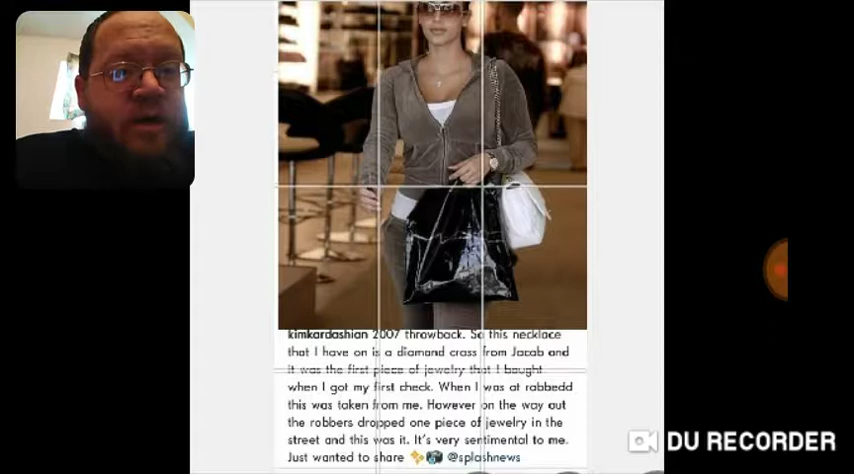 kimkardashian 2007 throwback. So this necklace
that I have on is a diamond cross from Jacob and
it was the first piece of jewelry that I bought
when I got my first check. When I was at robbedd
this was taken from me. However on the way out
the robbers dropped one piece of jewelry in the
street and this was it. It's very sentimental to me.
Just wanted to share ✨📸 @splashnews
DU RECORDER